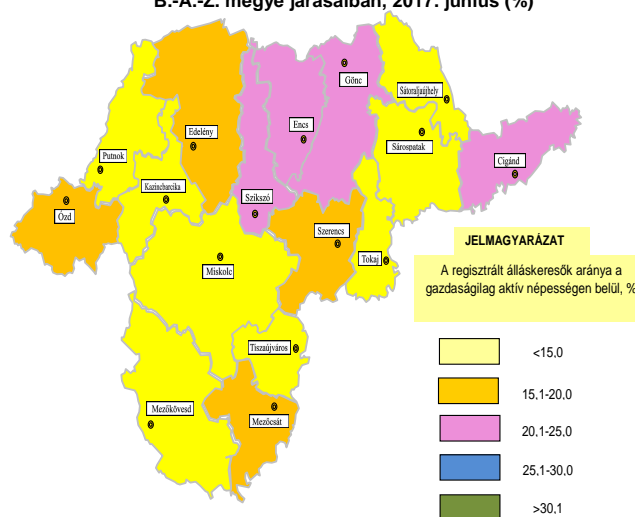 B.-A.-Z. megye járásaiban, 2017. június (%)
Gönc
Sátoraljaújhely
Encs
Edelény
Sárospatak
Putnok
Cigánd
Kazincbarcika
Szikszó
Ózd
Szerencs
Tokaj
Miskolc
JELMAGYARÁZAT
A regisztrált álláskeresők aránya a
gazdaságilag aktív népességen belül, %
Tiszaújváros
<15,0
15,1-20,0
Mezőkövesd
Mezőcsát
20,1-25,0
25,1-30,0
>30,1